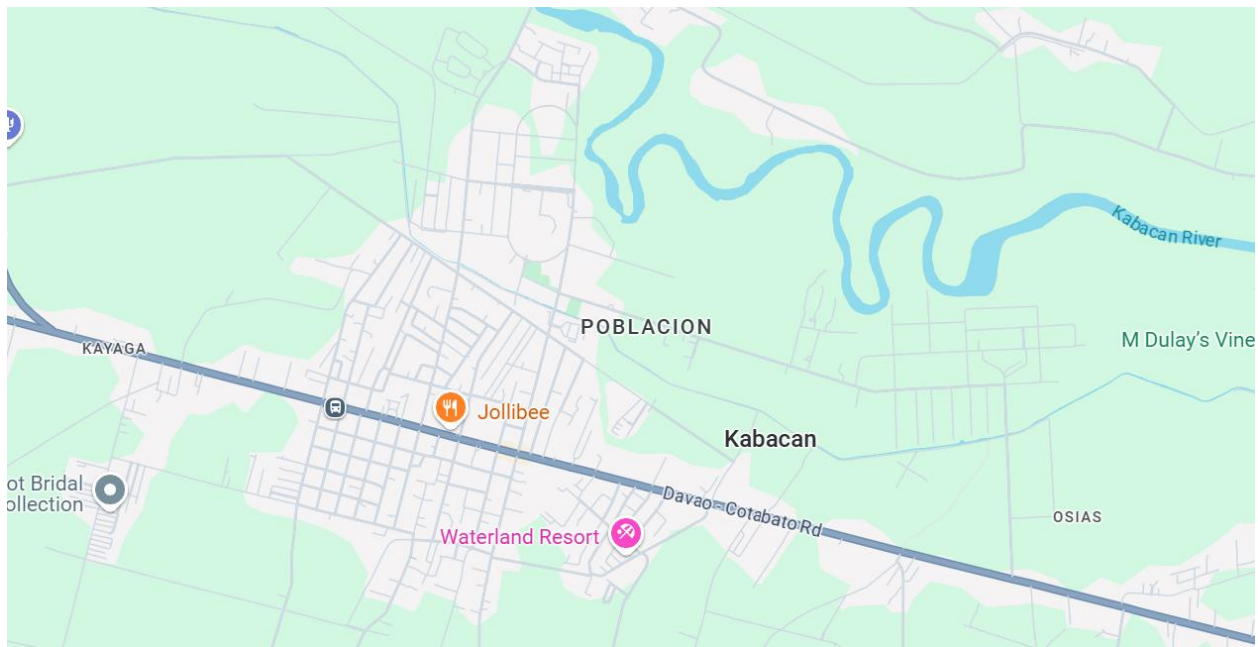 Kabacan River
POBLACION
M Dulay's Vine
KAYAGA
Jollibee
Kabacan
ot Bridal
ollection
Davao - Cotabato Rd
OSIAS
Waterland Resort